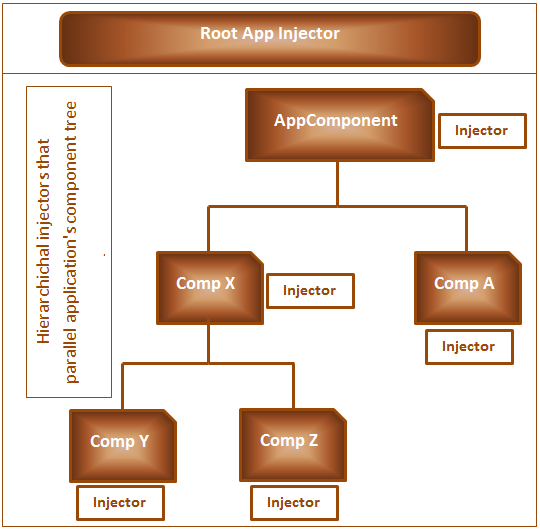 Root App Injector
Hierarchichal injectors that
parallel application's component tree
AppComponent
Injector
Comp X
Injector
Comp A
Injector
Comp Y
Comp Z
Injector
Injector